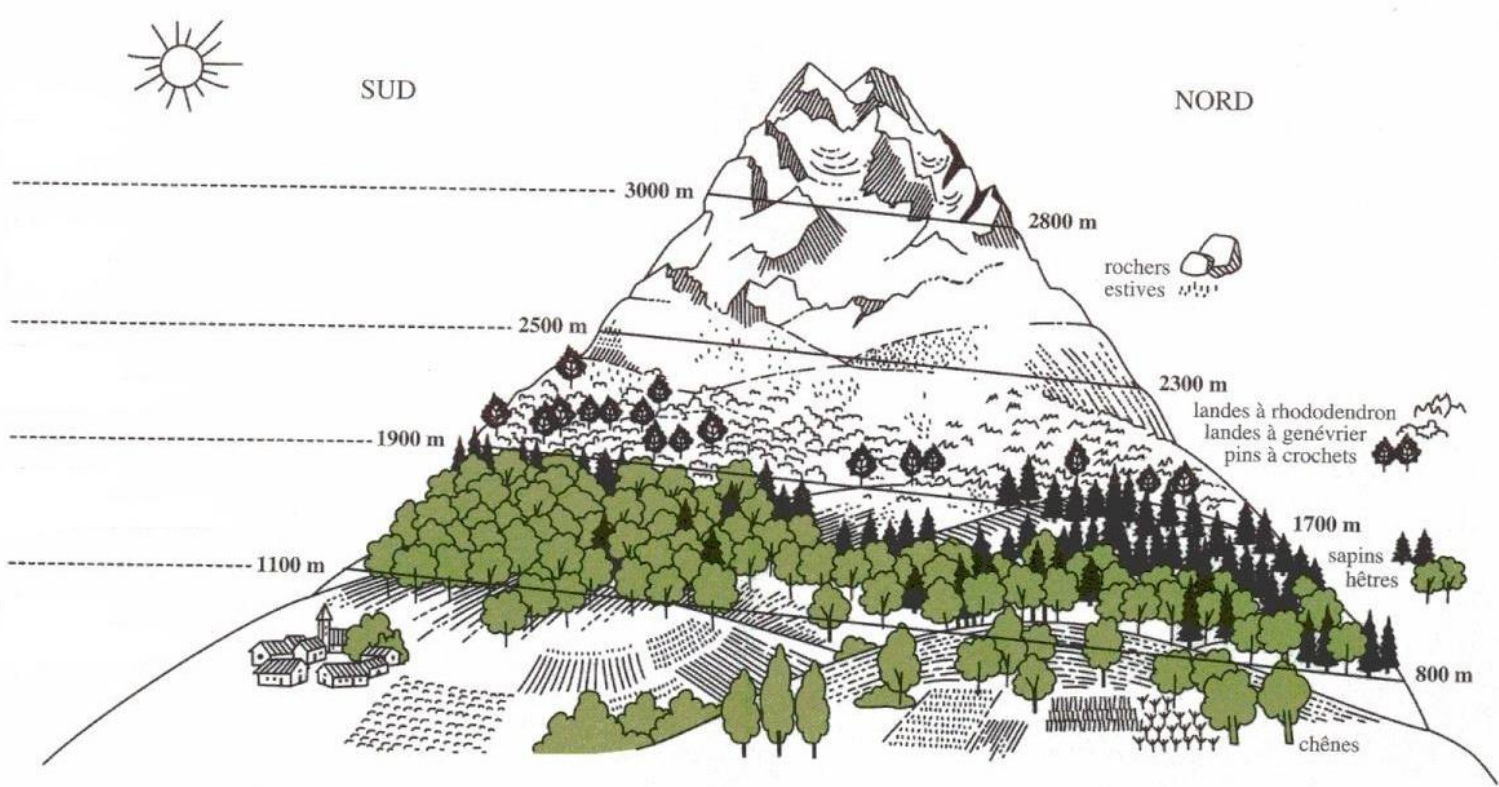 SUD
NORD
3000 m
2800 m
rochers
estives
2500 m
2300 m
landes à rhododendron
landes à genévrier
pins à crochets
1900 m
1700 m
sapins
hêtres
1100 m
800 m
chênes